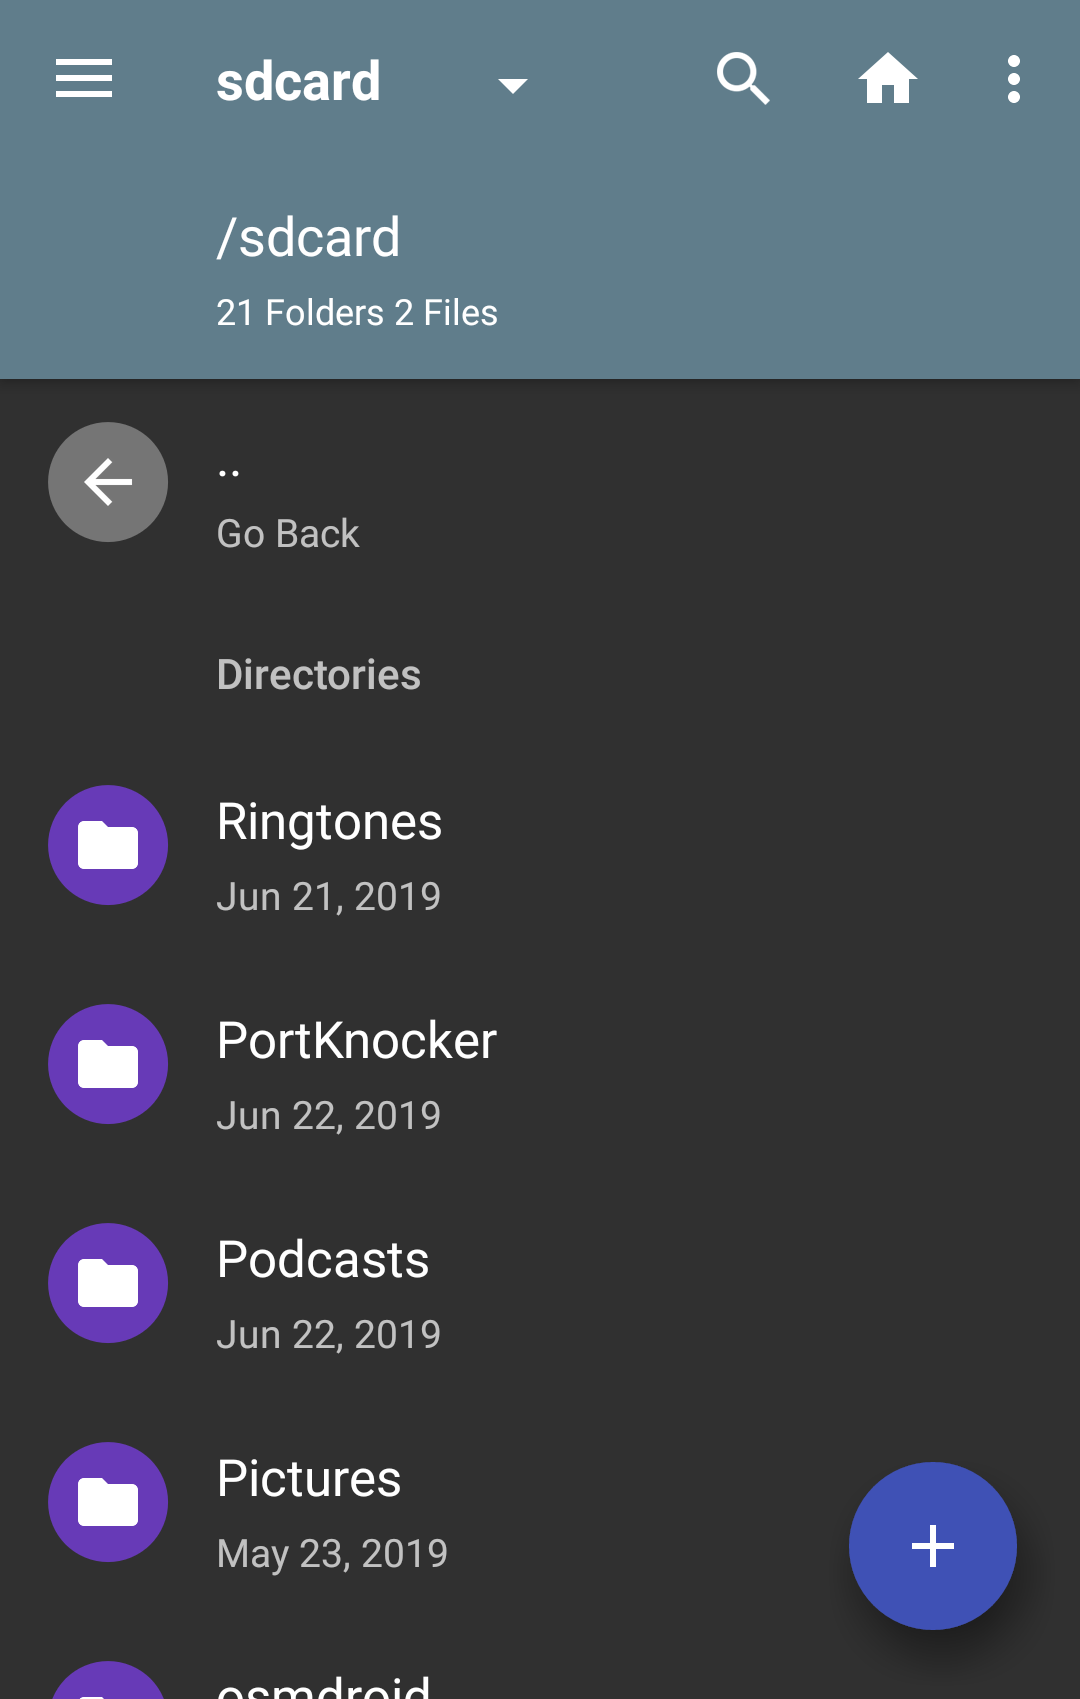 sdcard
/sdcard
21 Folders 2 Files
..
Go Back
Directories
Ringtones
Jun 21, 2019
PortKnocker
Jun 22, 2019
Podcasts
Jun 22, 2019
Pictures
May 23, 2019
osmdroid